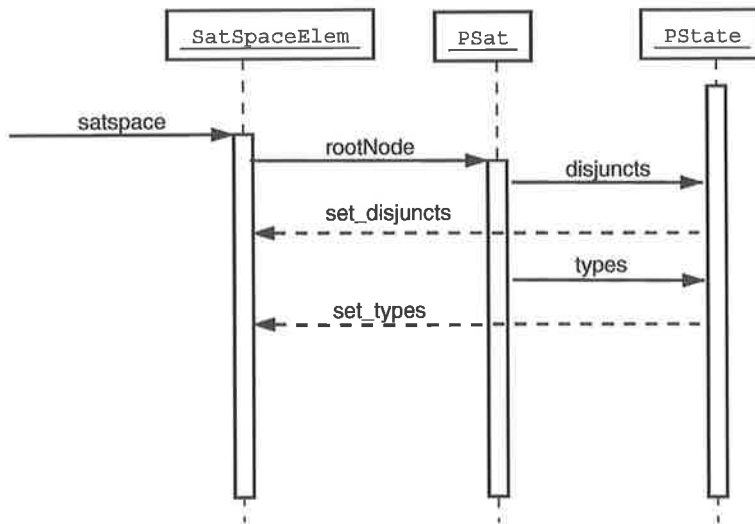 SatSpaceElem
PSat
PState
satspace
rootNode
disjuncts
set_disjuncts
types
set_types